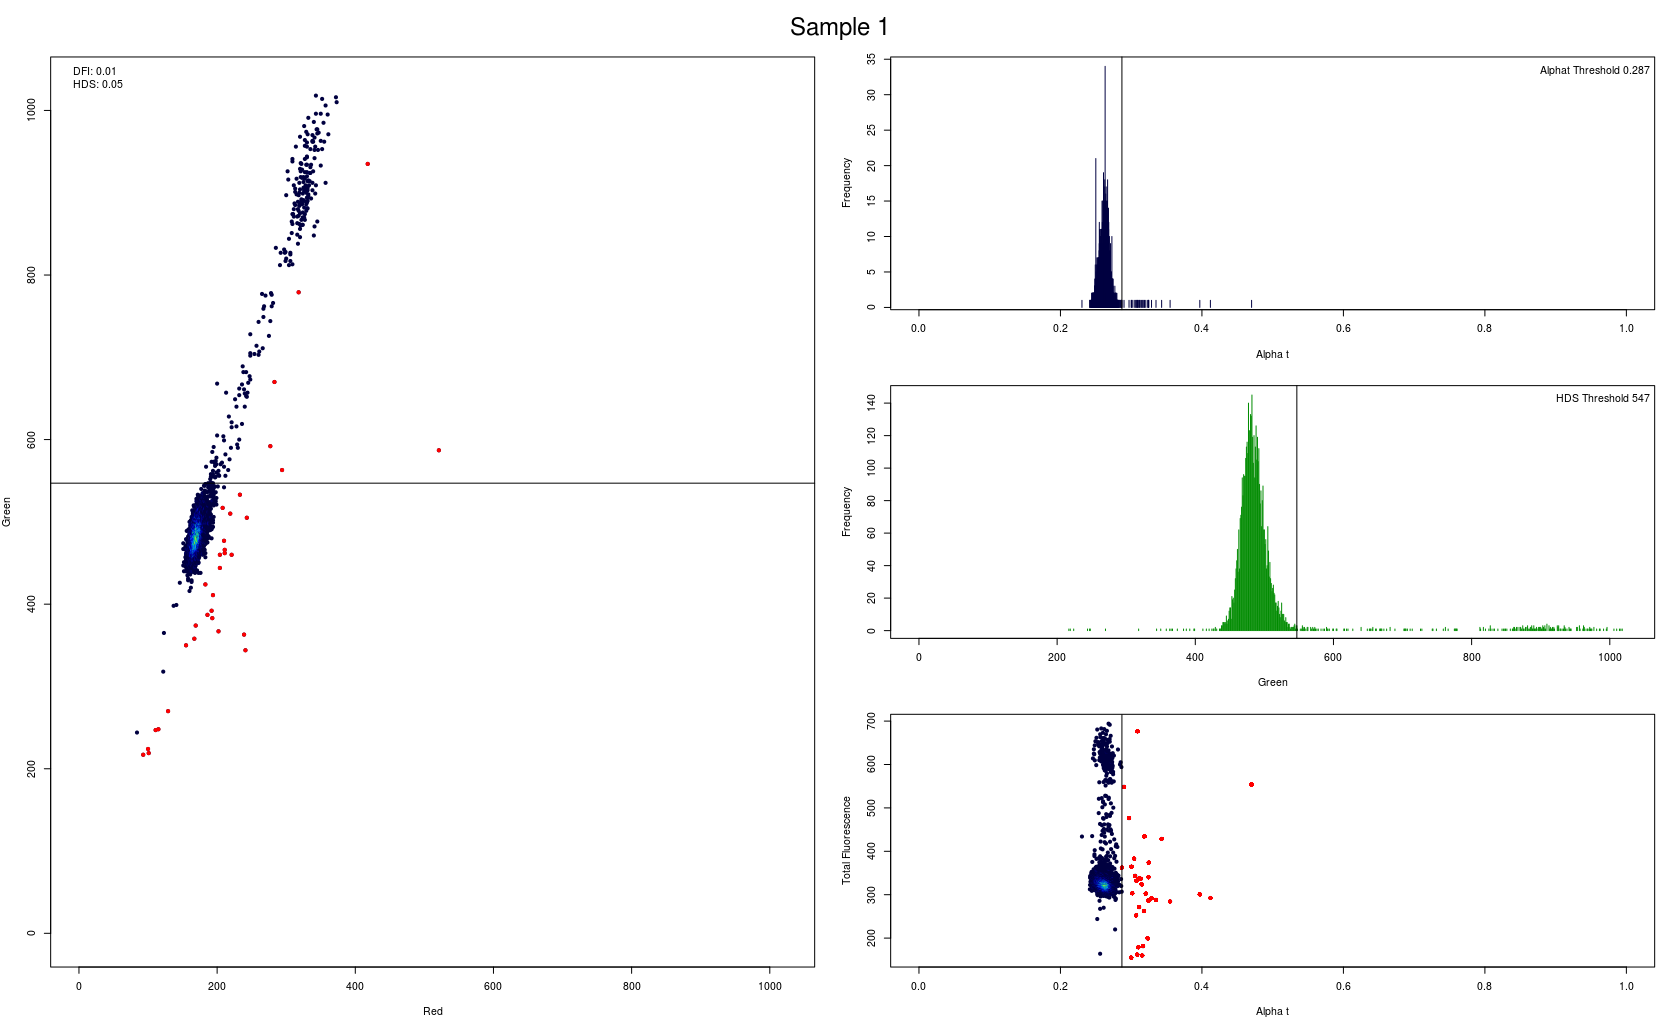 Sample 1
DFI: 0.01
HDS: 0.05
Green
0
200
400
600
800
1000
0 200 400 600 800 1000
Red
Alphat Threshold 0.287
Frequency
0
5
10
15
20
25
30
35
0.0 0.2 0.4 0.6 0.8 1.0
Alpha t
HDS Threshold 547
Frequency
0
20
40
60
80
100
120
140
0 200 400 600 800 1000
Green
Total Fluorescence
200
300
400
500
600
700
0.0 0.2 0.4 0.6 0.8 1.0
Alpha t